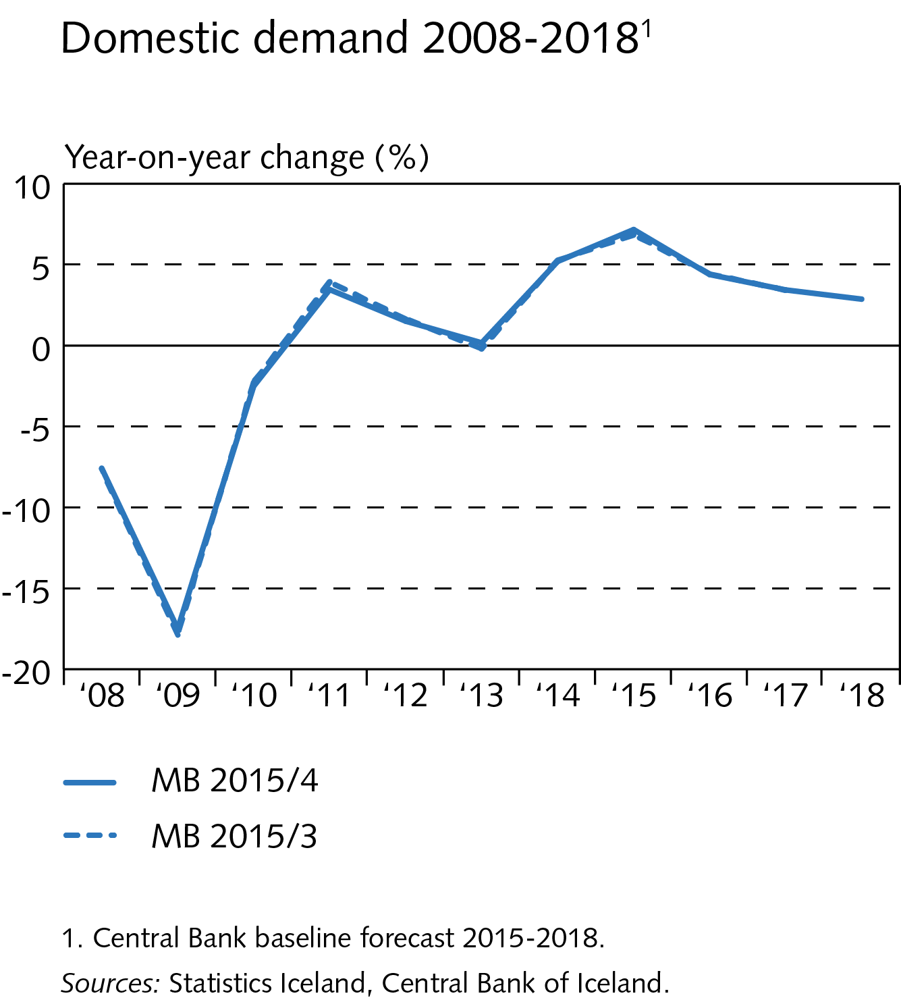 Domestic demand 2008-2018¹
Year-on-year change (%)
10
5
0
-5
-10
-15
-20
‘08 ‘09 ‘10 ‘11 ‘12 ‘13 ‘14 ‘15 ‘16 ‘17 ‘18
MB 2015/4
MB 2015/3
1. Central Bank baseline forecast 2015-2018.
Sources: Statistics Iceland, Central Bank of Iceland.